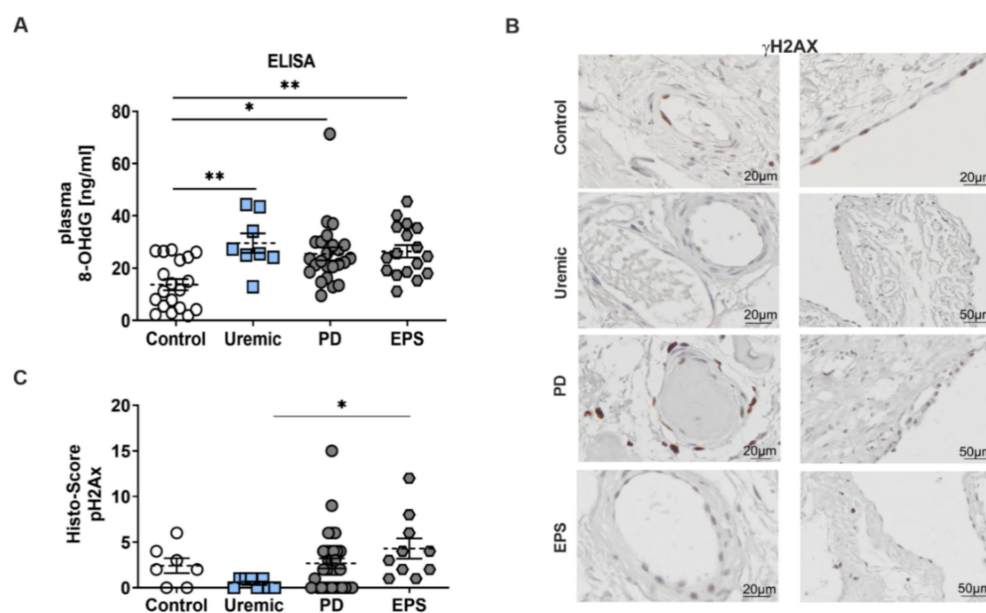 A
ELISA
**
*
**
plasma
8-OHdG [ng/ml]
80
60
40
20
0
Control
Uremic
PD
EPS
B
γH2AX
Control
20µm
20µm
Uremic
20µm
50µm
PD
20µm
50µm
EPS
20µm
50µm
C
*
Histo-Score
pH2Ax
20
15
10
5
0
Control
Uremic
PD
EPS